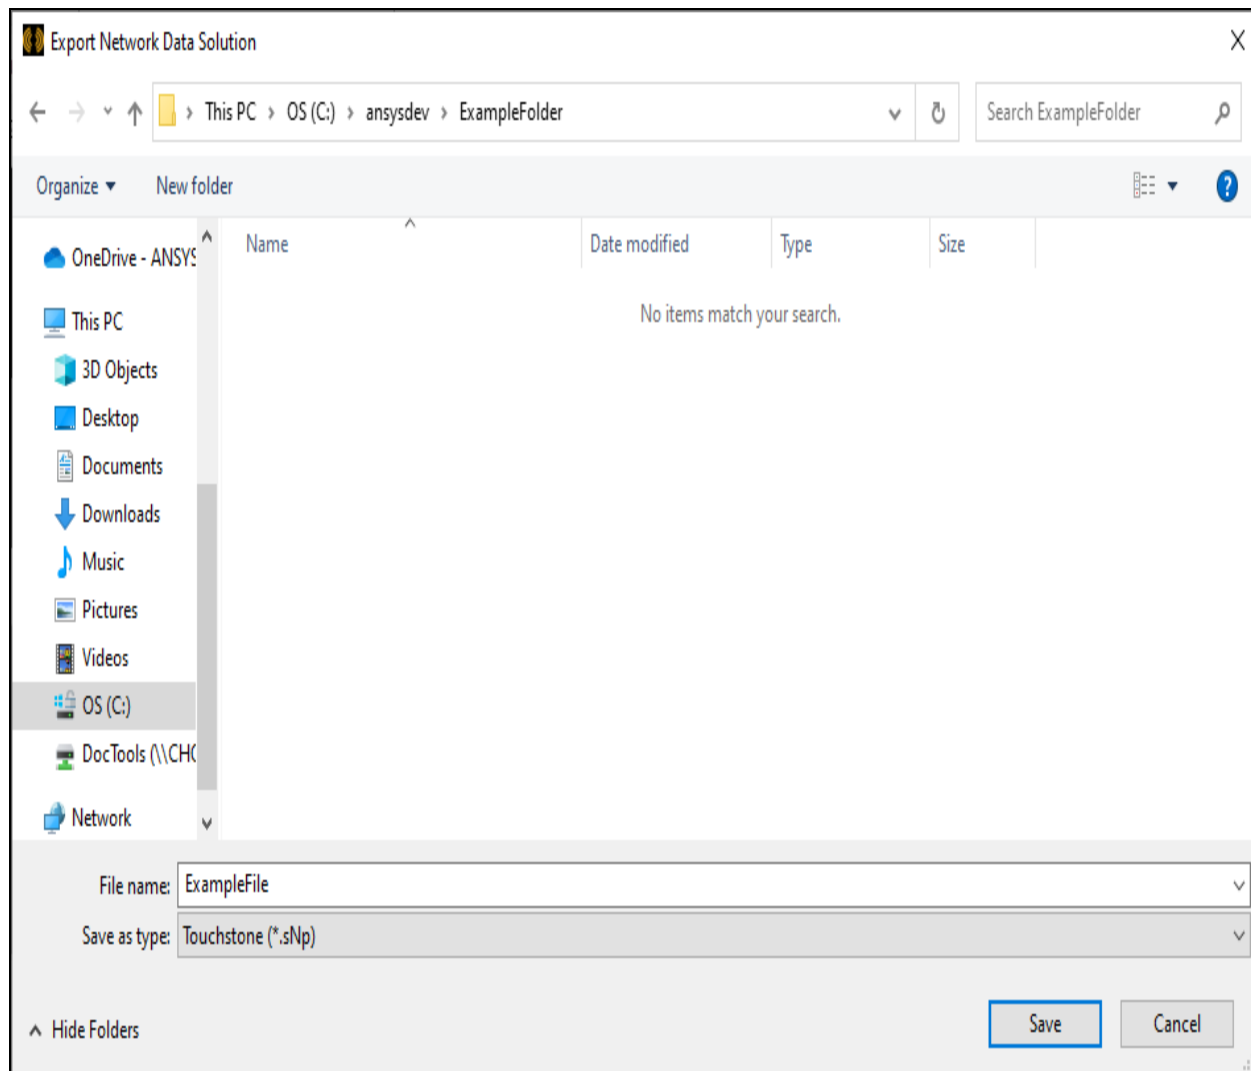 Export Network Data Solution
This PC > OS (C:) > ansysdev > ExampleFolder
Search ExampleFolder
Organize
New folder
Name
Date modified
Type
Size
No items match your search.
OneDrive - ANSYS
This PC
3D Objects
Desktop
Documents
Downloads
Music
Pictures
Videos
OS (C:)
DocTools (\\CHO
Network
File name: ExampleFile
Save as type: Touchstone (*.sNp)
Hide Folders
Save
Cancel